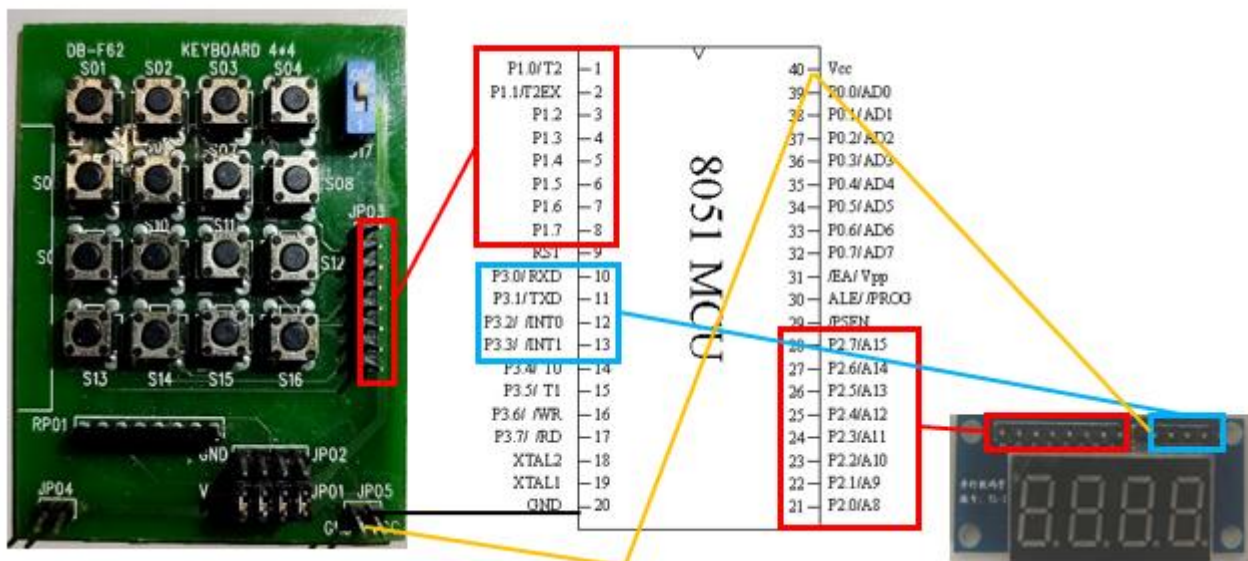 DB-F62 KEYBOARD 4*4
S01 S02 S03 S04
S17
S07
S08
JP03
S10 S11
S12
S13 S14 S15 S16
RP01
GND JP02
JP04
JP01 JP05
8051 MCU
P1.0/T2 1
P1.1/T2EX 2
P1.2 3
P1.3 4
P1.4 5
P1.5 6
P1.6 7
P1.7 8
RST 9
P3.0/ RXD 10
P3.1/ TXD 11
P3.2/ /INT0 12
P3.3/ /INT1 13
P3.4/ T0 14
P3.5/ T1 15
P3.6/ /WR 16
P3.7/ /RD 17
XTAL2 18
XTAL1 19
GND 20
40 Vcc
39 P0.0/AD0
38 P0.1/AD1
37 P0.2/AD2
36 P0.3/AD3
35 P0.4/AD4
34 P0.5/AD5
33 P0.6/AD6
32 P0.7/AD7
31 /EA/ Vpp
30 ALE/ /PROG
29 /PSEN
28 P2.7/A15
27 P2.6/A14
26 P2.5/A13
25 P2.4/A12
24 P2.3/A11
23 P2.2/A10
22 P2.1/A9
21 P2.0/A8
8.8.8.8.